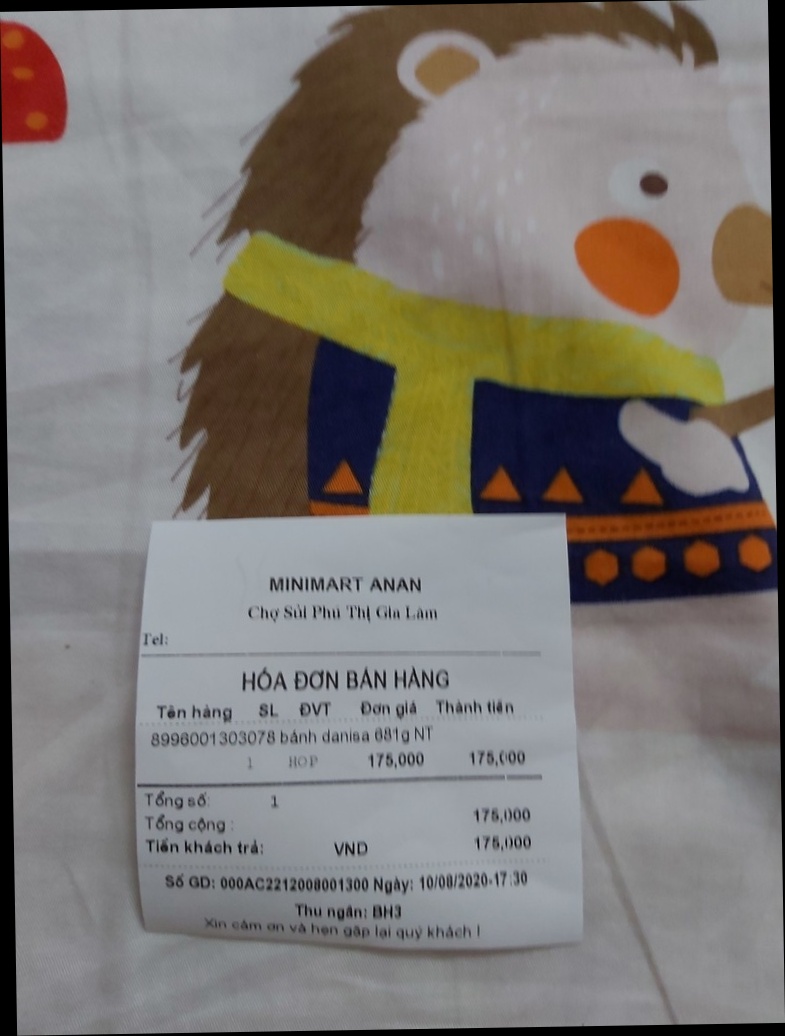 MINIMART ANAN
Chợ Sủi Phú Thị Gia Lâm
Tel:
HÓA ĐƠN BÁN HÀNG
Tên hàng SL ĐVT Đơn giá Thành tiền
8996001303078 bánh danisa 681g NT
1 HOP 175,000 175,000
Tổng số: 1
Tổng cộng : 175,000
Tiền khách trả: VND 175,000
Số GD: 000AC2212008001300 Ngày: 10/08/2020-17:30
Thu ngân: BH3
Xin cảm ơn và hẹn gặp lại quý khách !